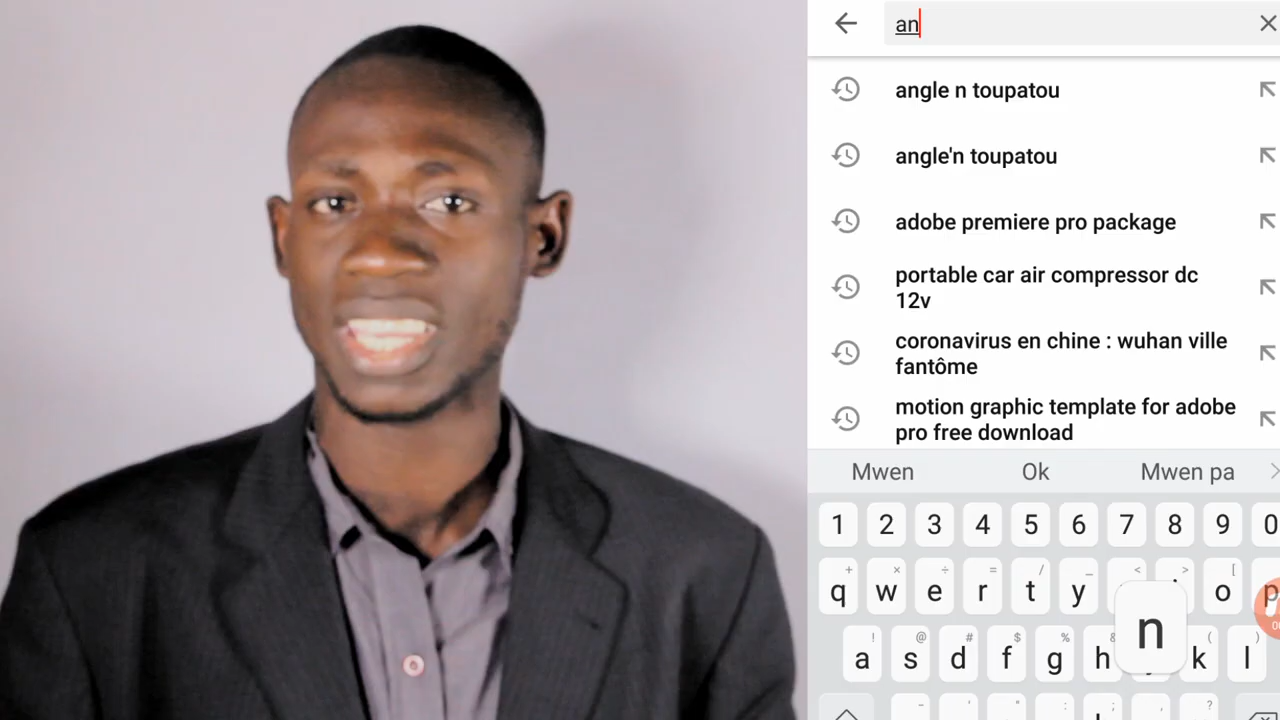 an
angle n toupatou
angle'n toupatou
adobe premiere pro package
portable car air compressor dc
12v
coronavirus en chine : wuhan ville
fantôme
motion graphic template for adobe
pro free download
Mwen Ok Mwen pa
1 2 3 4 5 6 7 8 9 0
q w e r t y o p
n
a s d f g h k l